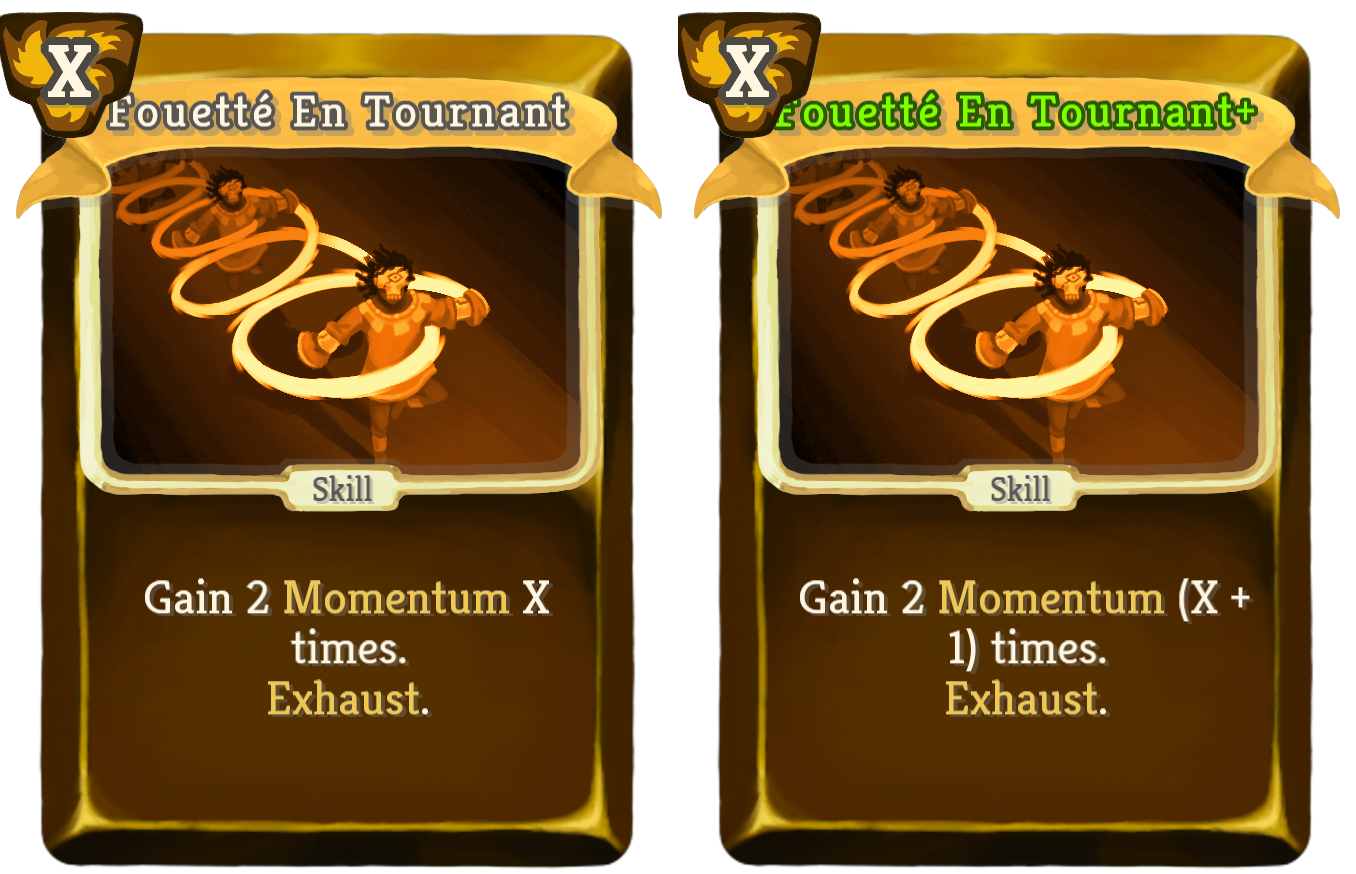 X
Fouetté En Tournant
Skill
Gain 2 Momentum X
times.
Exhaust.
X
Fouetté En Tournant+
Skill
Gain 2 Momentum (X +
1) times.
Exhaust.